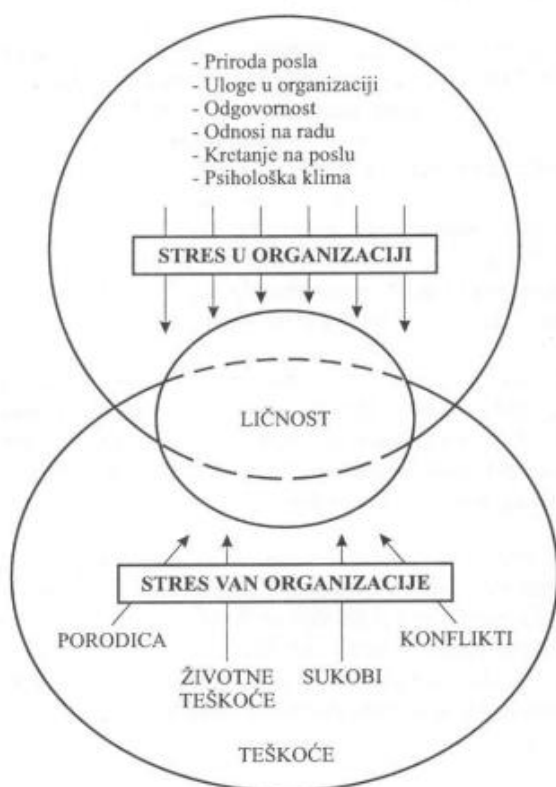 - Priroda posla
- Uloge u organizaciji
- Odgovornost
- Odnosi na radu
- Kretanje na poslu
- Psihološka klima
STRES U ORGANIZACIJI
LIČNOST
STRES VAN ORGANIZACIJE
PORODICA
KONFLIKTI
ŽIVOTNE
TEŠKOĆE
SUKOBI
TEŠKOĆE